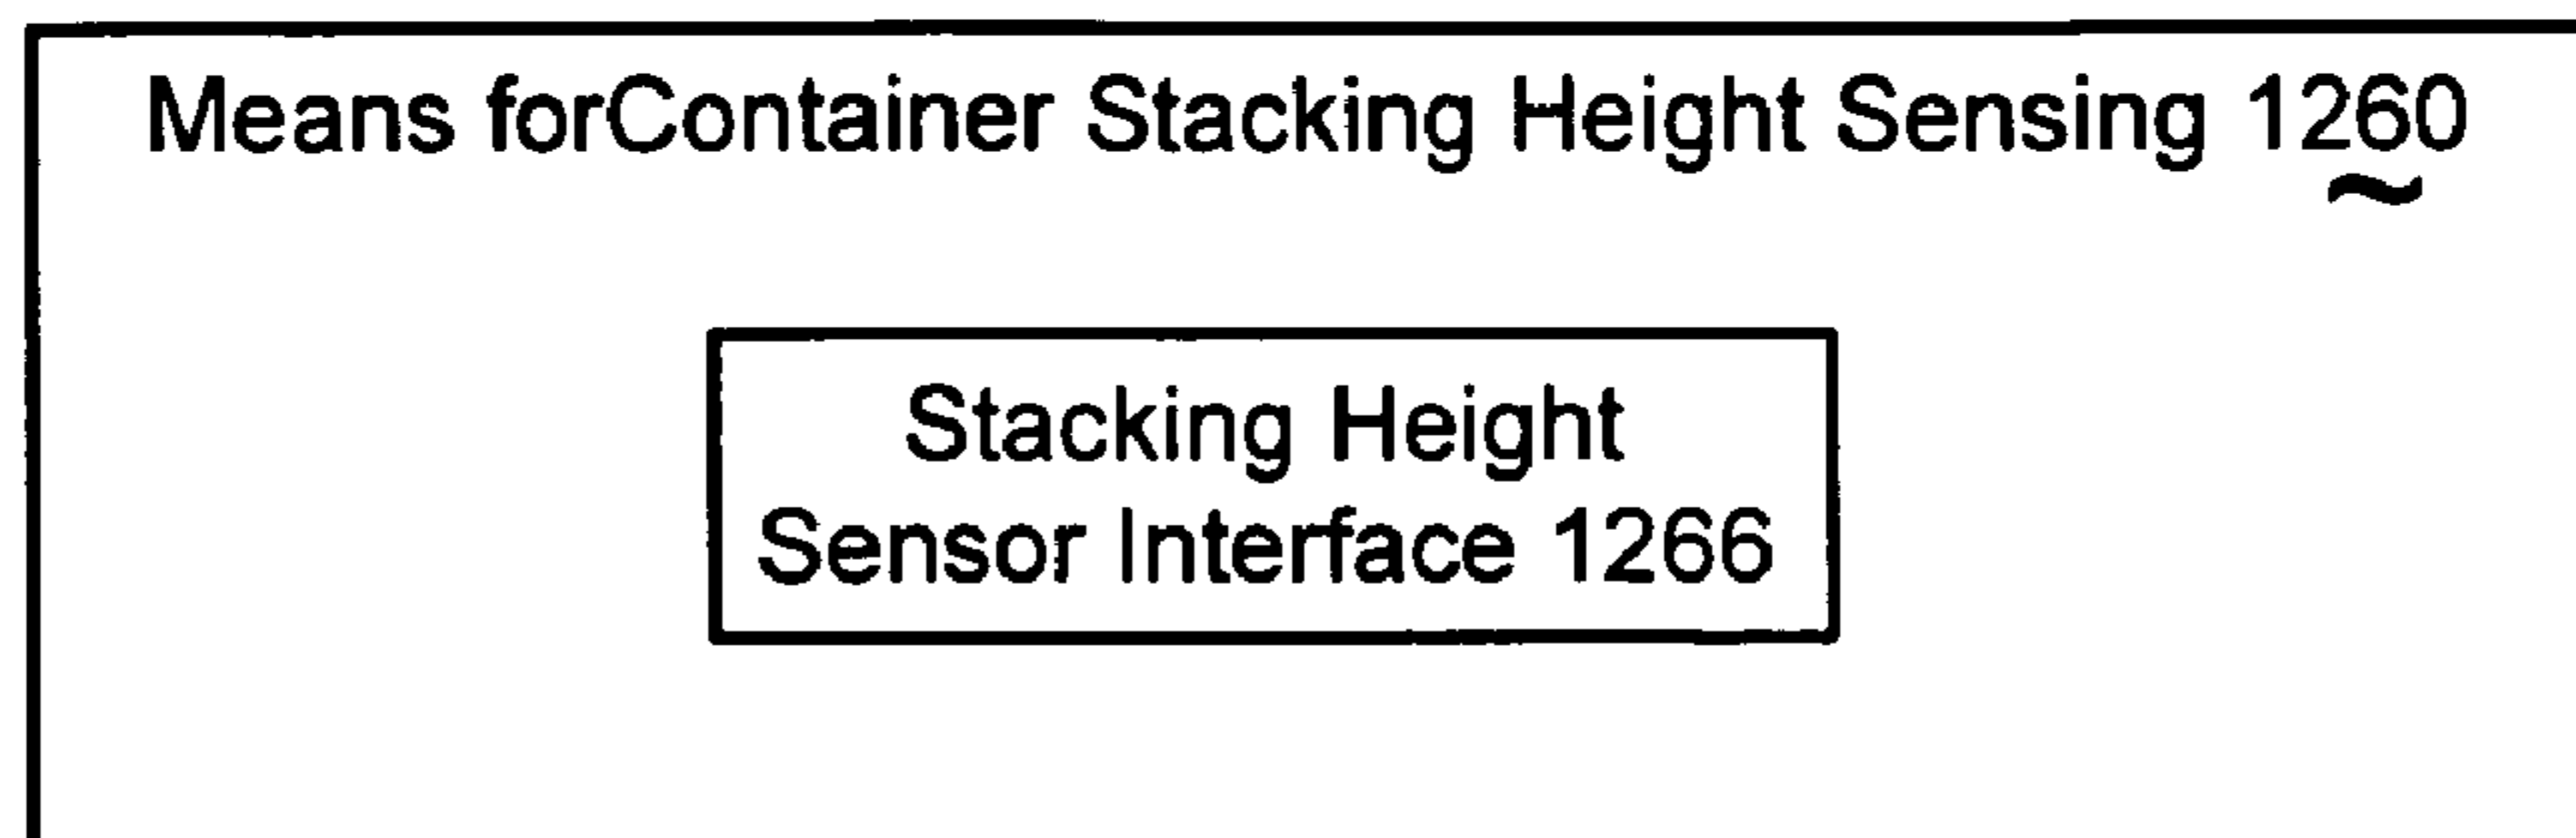 Means forContainer Stacking Height Sensing 1260
Stacking Height
Sensor Interface 1266